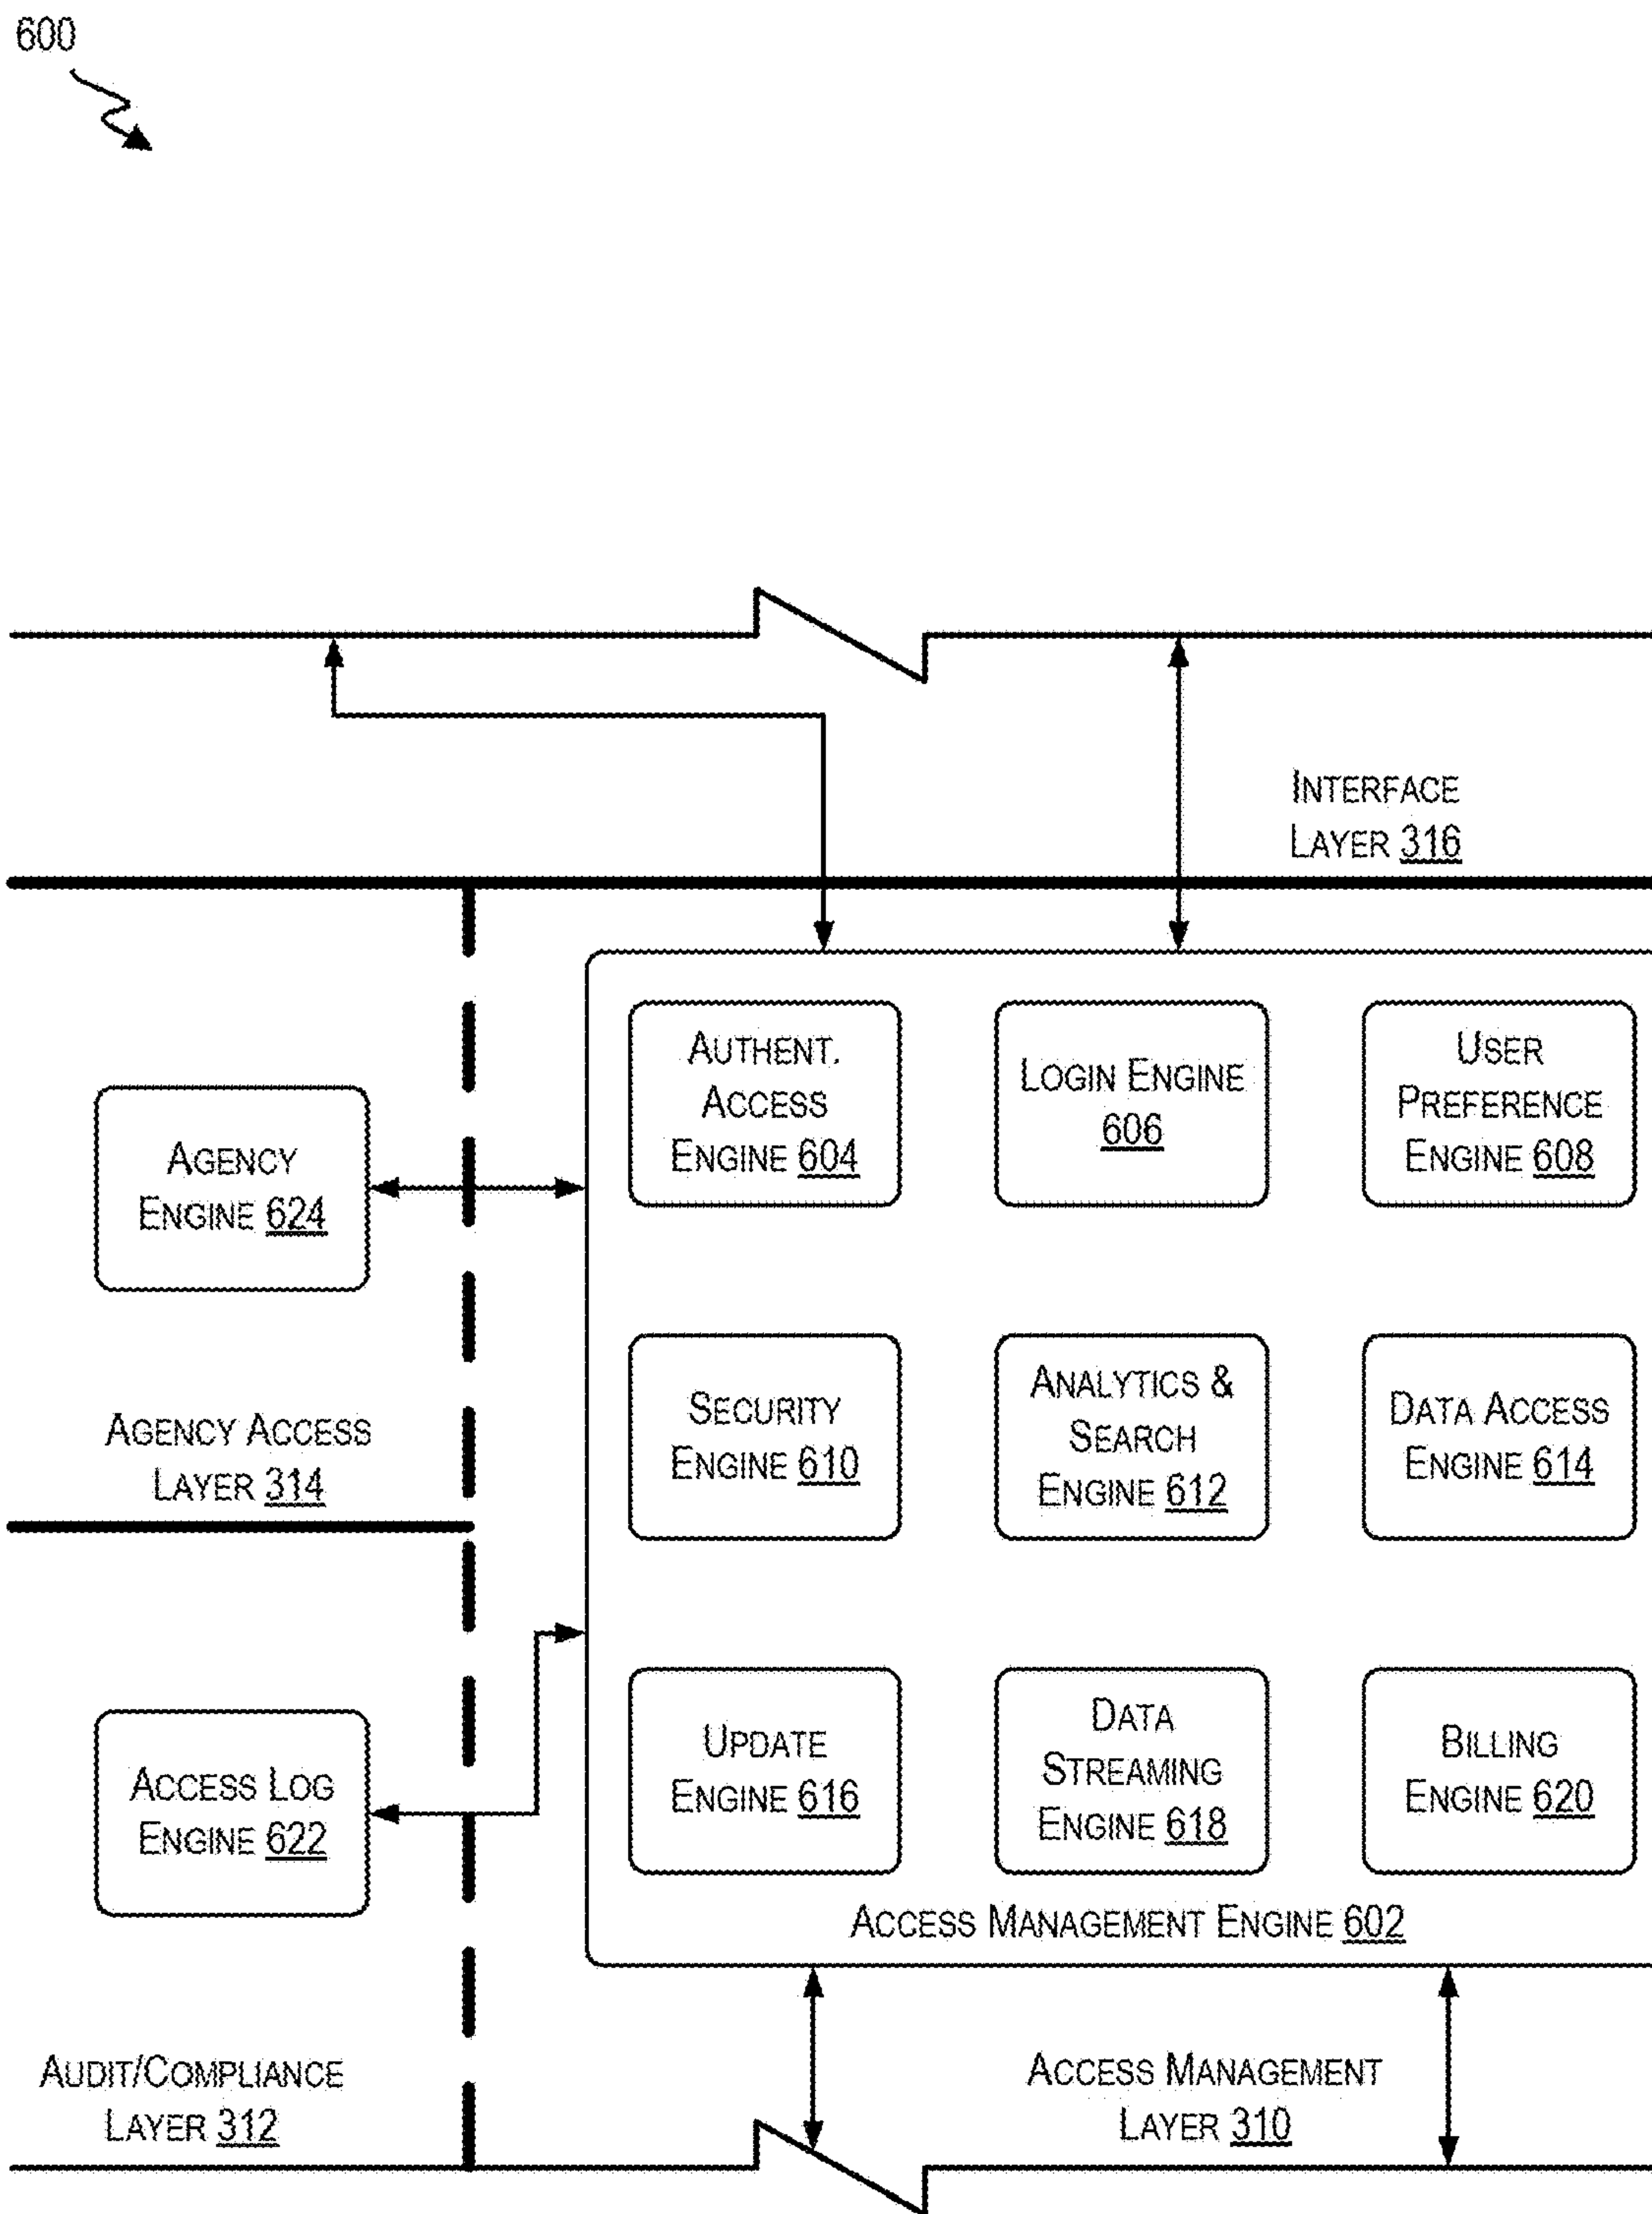 600
INTERFACE
LAYER 316
AUTHENT.
ACCESS
ENGINE 604
LOGIN ENGINE
606
USER
PREFERENCE
ENGINE 608
AGENCY
ENGINE 624
SECURITY
ENGINE 610
ANALYTICS &
SEARCH
ENGINE 612
DATA ACCESS
ENGINE 614
AGENCY ACCESS
LAYER 314
UPDATE
ENGINE 616
DATA
STREAMING
ENGINE 618
BILLING
ENGINE 620
ACCESS LOG
ENGINE 622
ACCESS MANAGEMENT ENGINE 602
AUDIT/COMPLIANCE
LAYER 312
ACCESS MANAGEMENT
LAYER 310